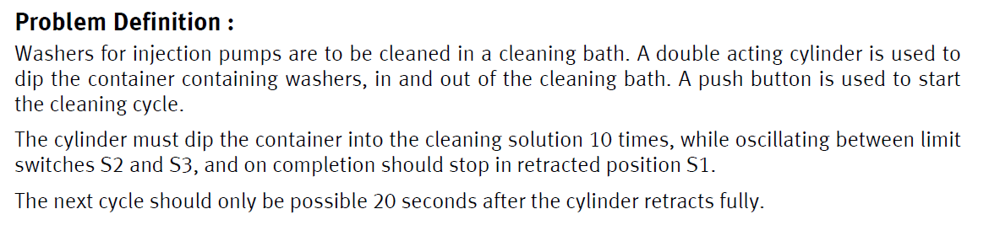 Problem Definition :
Washers for injection pumps are to be cleaned in a cleaning bath. A double acting cylinder is used to
dip the container containing washers, in and out of the cleaning bath. A push button is used to start
the cleaning cycle.
The cylinder must dip the container into the cleaning solution 10 times, while oscillating between limit
switches S2 and S3, and on completion should stop in retracted position S1.
The next cycle should only be possible 20 seconds after the cylinder retracts fully.